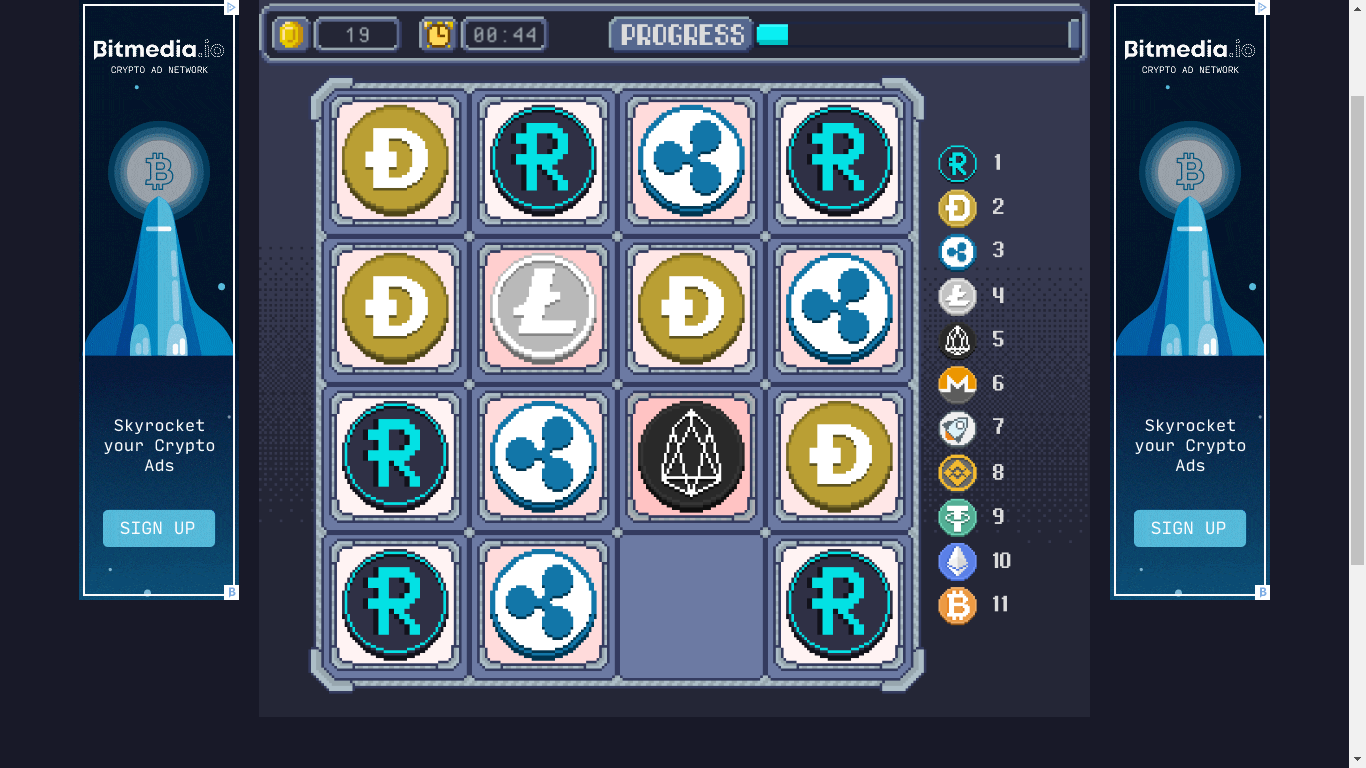 Bitmedia.io
CRYPTO AD NETWORK
Skyrocket
your Crypto
Ads
SIGN UP
19
00:44
PROGRESS
1
2
3
4
5
6
7
8
9
10
11
Bitmedia.io
CRYPTO AD NETWORK
Skyrocket
your Crypto
Ads
SIGN UP